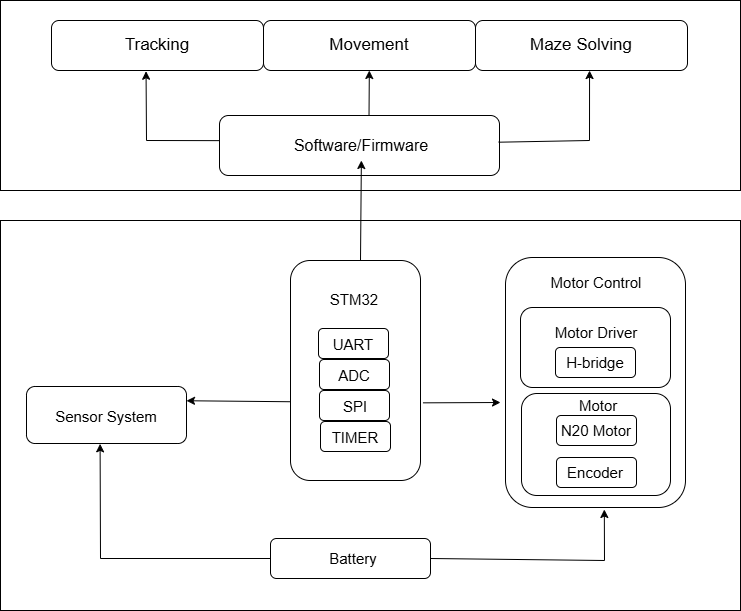 Tracking
Movement
Maze Solving
Software/Firmware
STM32
UART
ADC
SPI
TIMER
Motor Control
Motor Driver
H-bridge
Motor
N20 Motor
Encoder
Sensor System
Battery